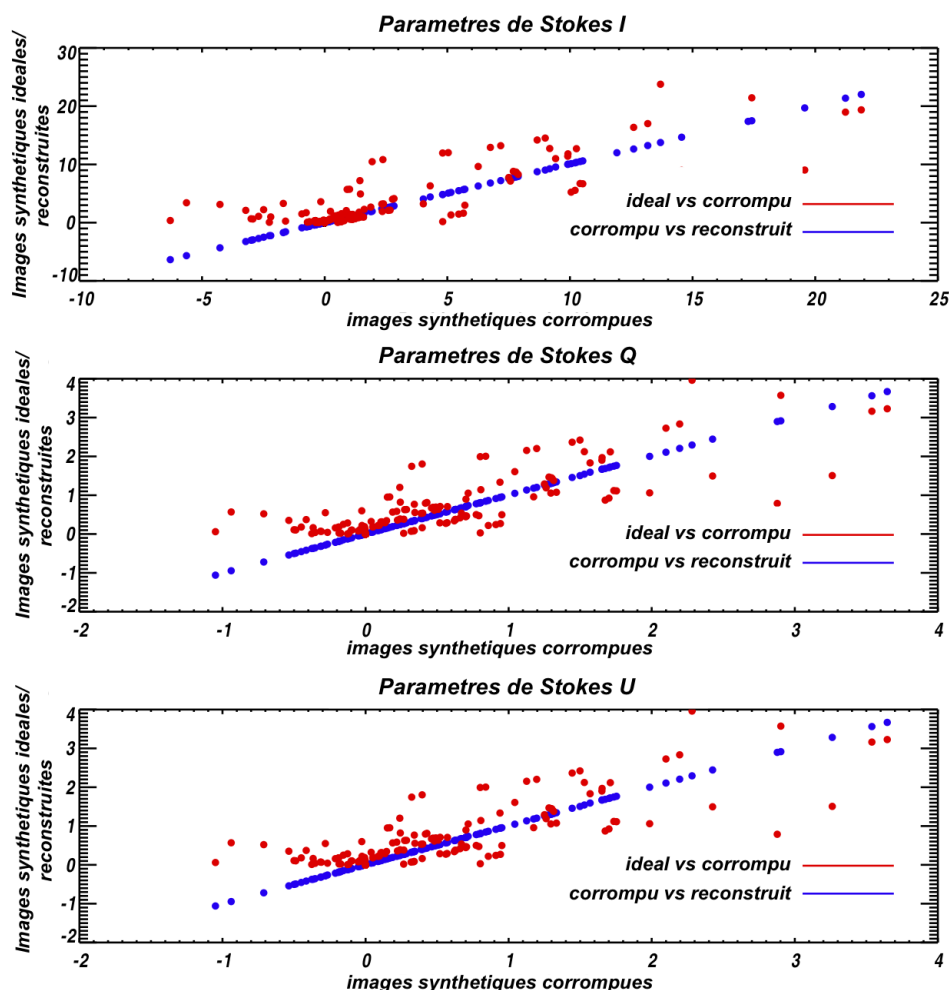 Parametres de Stokes I
Images synthetiques ideales/
reconstruites
30
20
10
0
-10
ideal vs corrompu
corrompu vs reconstruit
-10 -5 0 5 10 15 20 25
images synthetiques corrompues
Parametres de Stokes Q
Images synthetiques ideales/
reconstruites
4
3
2
1
0
-1
-2
ideal vs corrompu
corrompu vs reconstruit
-2 -1 0 1 2 3 4
images synthetiques corrompues
Parametres de Stokes U
Images synthetiques ideales/
reconstruites
4
3
2
1
0
-1
-2
ideal vs corrompu
corrompu vs reconstruit
-2 -1 0 1 2 3 4
images synthetiques corrompues